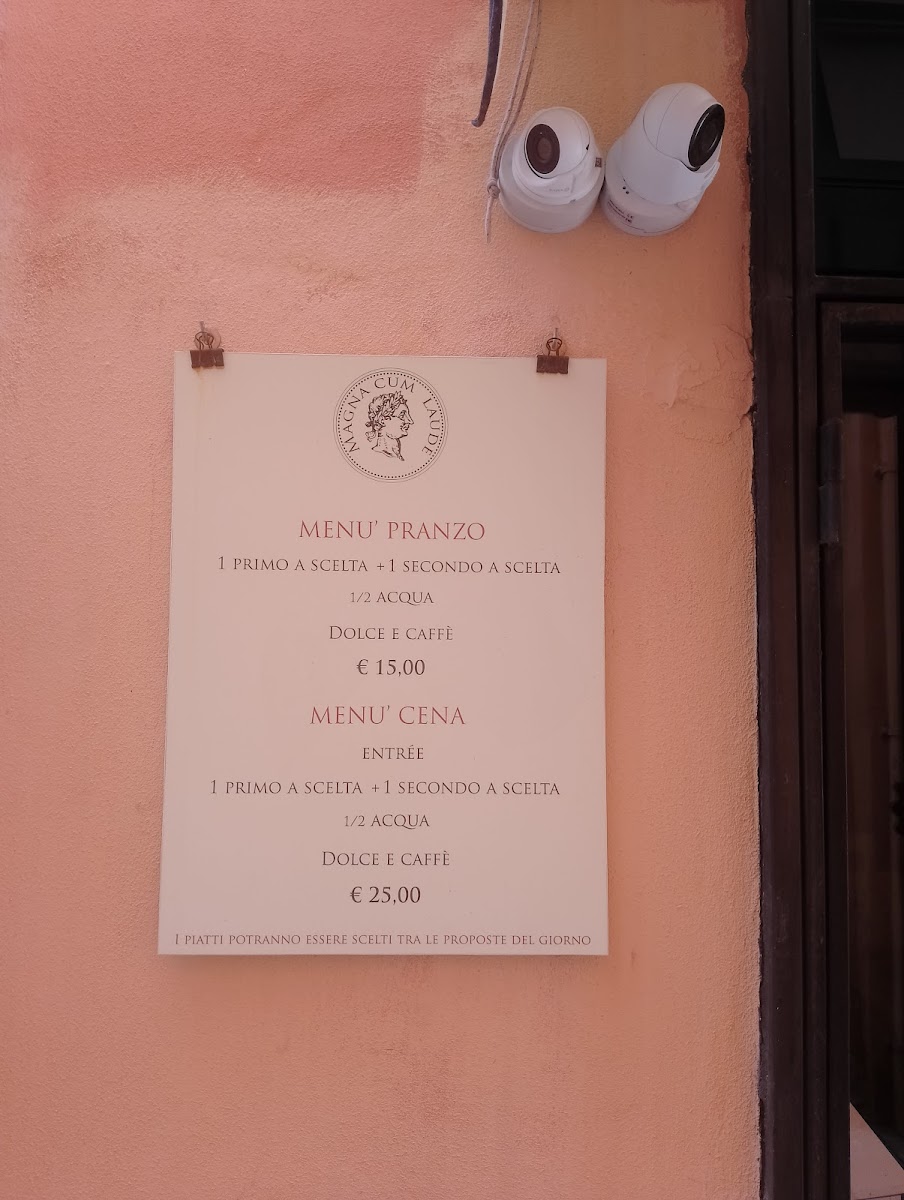 MAGNA CUM LAUDE
MENU' PRANZO
1 PRIMO A SCELTA + 1 SECONDO A SCELTA
1/2 ACQUA
DOLCE E CAFFÈ
€ 15,00
MENU' CENA
ENTRÉE
1 PRIMO A SCELTA + 1 SECONDO A SCELTA
1/2 ACQUA
DOLCE E CAFFÈ
€ 25,00
I PIATTI POTRANNO ESSERE SCELTI TRA LE PROPOSTE DEL GIORNO